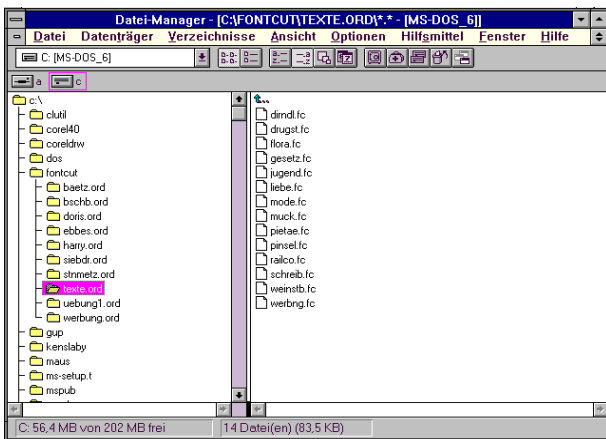 Datei-Manager - [C:\FONTCUT\TEXTE.ORD\*.* - [MS-DOS_6]]
Datei Datenträger Verzeichnisse Ansicht Optionen Hilfsmittel Fenster Hilfe
C: [MS-DOS_6]
a c
c:\
clutil
corel40
coreldrw
dos
fontcut
baetz.ord
bschb.ord
doris.ord
ebbes.ord
harry.ord
siebdr.ord
stnmetz.ord
texte.ord
uebung1.ord
werbung.ord
gup
kenslaby
maus
ms-setup.t
mspub
dirndl.fc
drugst.fc
flora.fc
gesetz.fc
jugend.fc
liebe.fc
mode.fc
muck.fc
pietae.fc
pinsel.fc
railco.fc
schreib.fc
weinstb.fc
werbng.fc
C: 56,4 MB von 202 MB frei
14 Datei(en) (83,5 KB)